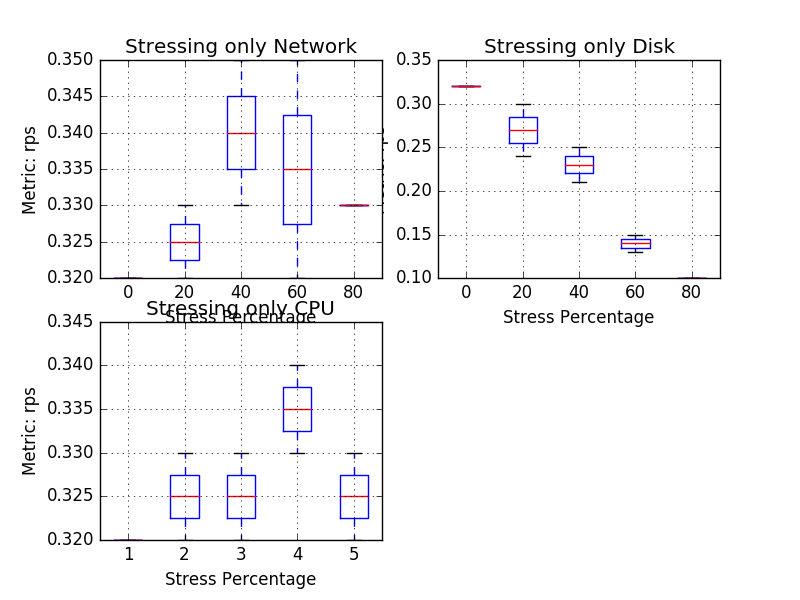 Stressing only Network
Stressing only Disk
0.350
0.345
0.340
0.335
0.330
0.325
0.320
Metric: rps
0 20 40 60 80
Stress Percentage
0.35
0.30
0.25
0.20
0.15
0.10
0 20 40 60 80
Stress Percentage
Stressing only CPU
0.345
0.340
0.335
0.330
0.325
0.320
Metric: rps
1 2 3 4 5
Stress Percentage